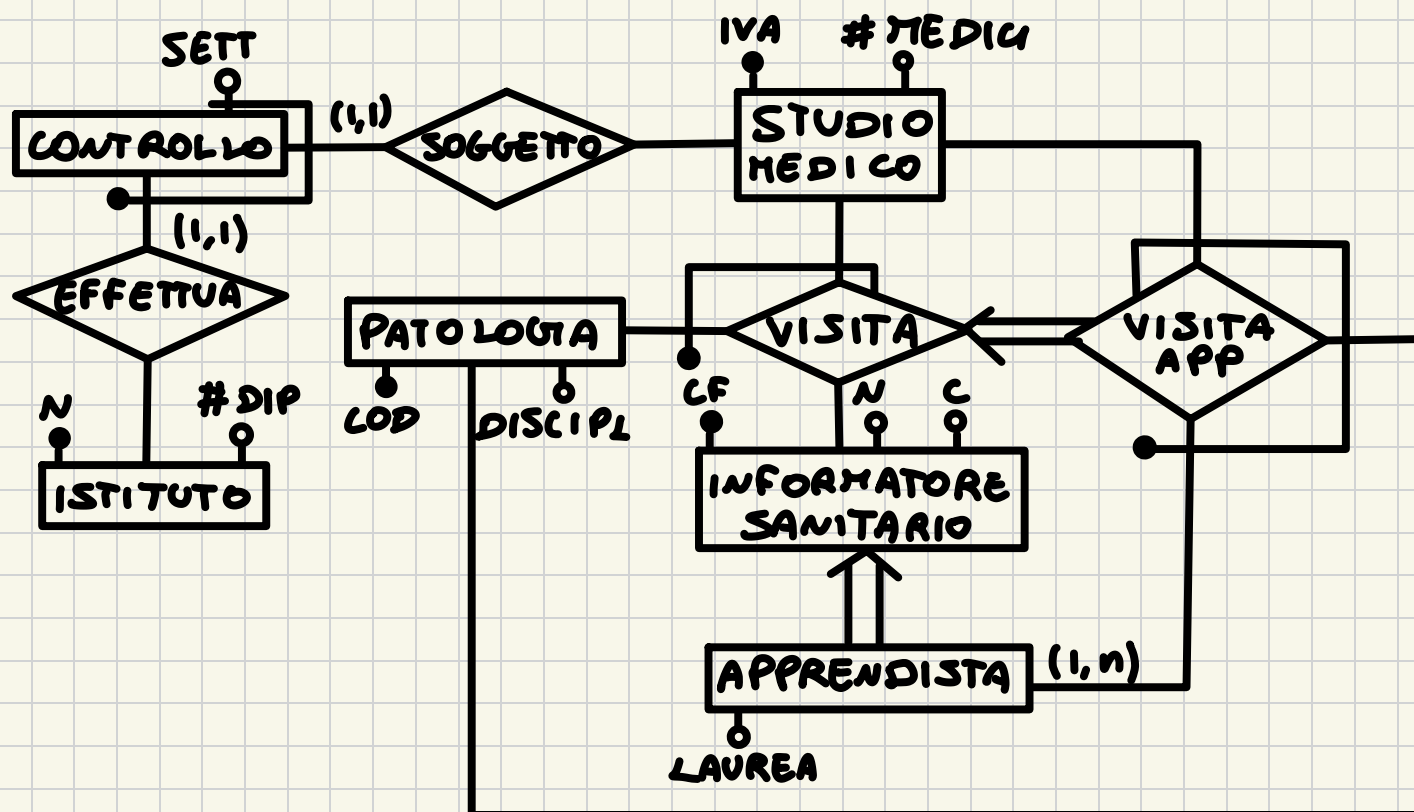 SETT
IVA
# MEDICI
CONTROLLO
(1,1)
SOGGETTO
STUDIO
MEDICO
(1,1)
EFFETTUA
PATOLOGIA
VISITA
VISITA
APP
N
# DIP
COD
DISCIPL
CF
N
C
ISTITUTO
INFORMATORE
SANITARIO
APPRENDISTA
(1,n)
LAUREA